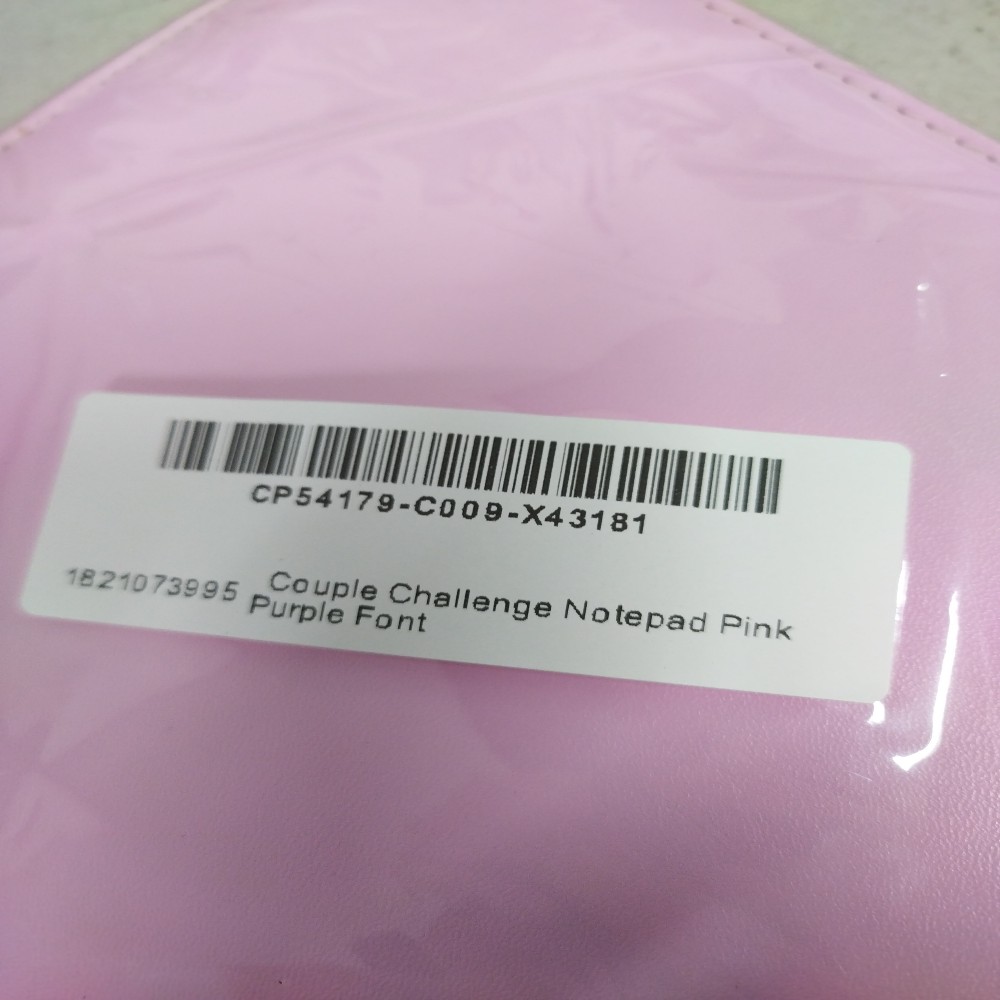 CP54179-C009-X43181
1821073995 Couple Challenge Notepad Pink
Purple Font